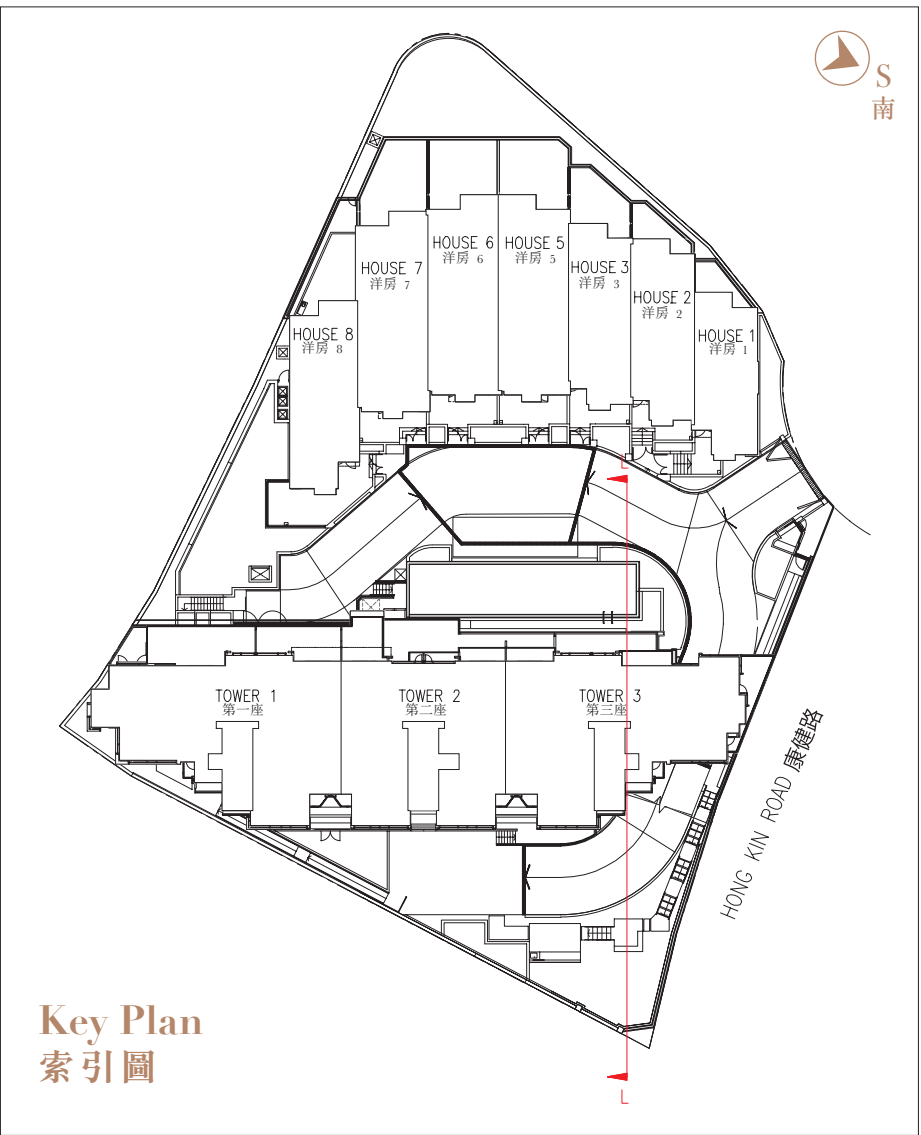 S
南
HOUSE 6
洋房 6
HOUSE 5
洋房 5
HOUSE 7
洋房 7
HOUSE 3
洋房 3
HOUSE 2
洋房 2
HOUSE 8
洋房 8
HOUSE 1
洋房 1
L
TOWER 1
第一座
TOWER 2
第二座
TOWER 3
第三座
HONG KIN ROAD 康健路
Key Plan
索引圖
L